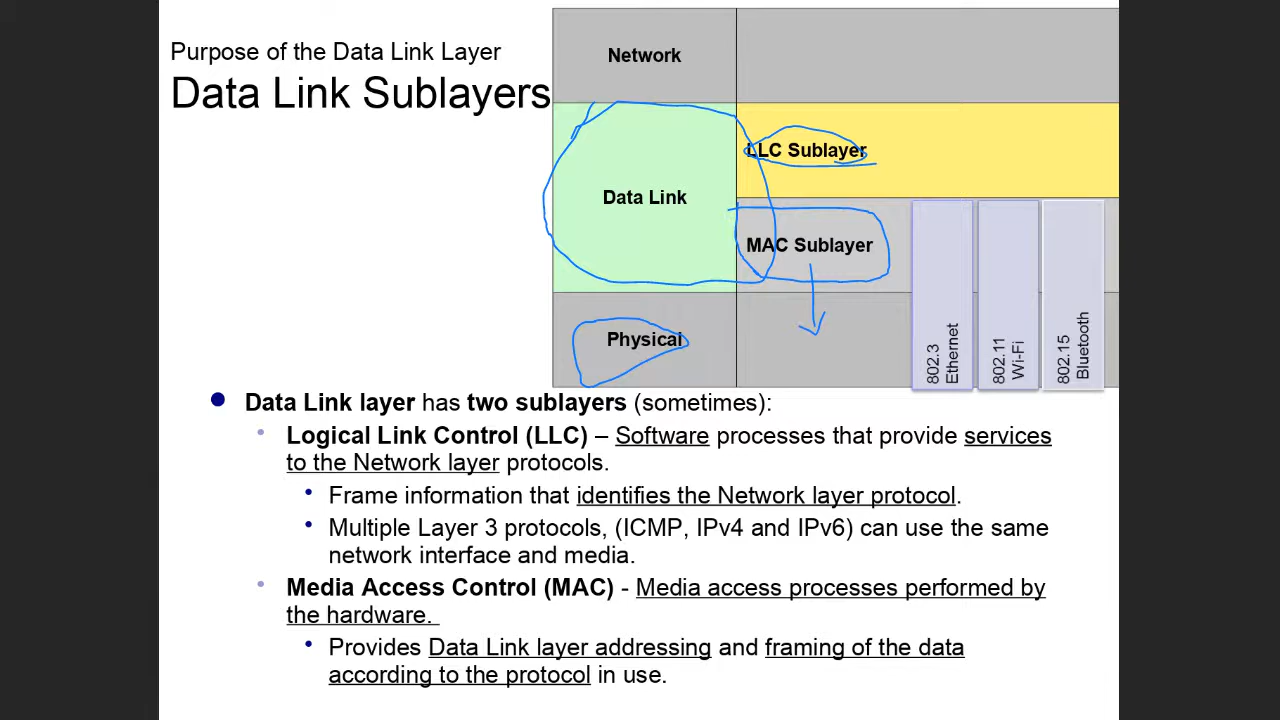 Purpose of the Data Link Layer
Data Link Sublayers
Network
Data Link
LLC Sublayer
MAC Sublayer
Physical
802.3
Ethernet
802.11
Wi-Fi
802.15
Bluetooth
Data Link layer has two sublayers (sometimes):
Logical Link Control (LLC) – Software processes that provide services
to the Network layer protocols.
Frame information that identifies the Network layer protocol.
Multiple Layer 3 protocols, (ICMP, IPv4 and IPv6) can use the same
network interface and media.
Media Access Control (MAC) - Media access processes performed by
the hardware.
Provides Data Link layer addressing and framing of the data
according to the protocol in use.